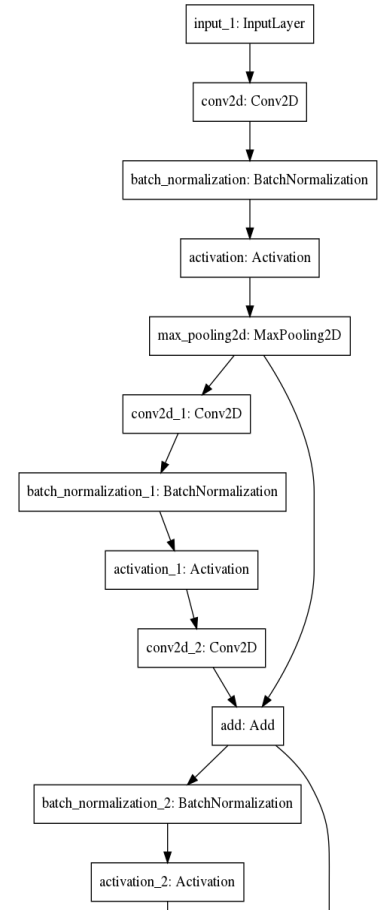 input_1: InputLayer
conv2d: Conv2D
batch_normalization: BatchNormalization
activation: Activation
max_pooling2d: MaxPooling2D
conv2d_1: Conv2D
batch_normalization_1: BatchNormalization
activation_1: Activation
conv2d_2: Conv2D
add: Add
batch_normalization_2: BatchNormalization
activation_2: Activation